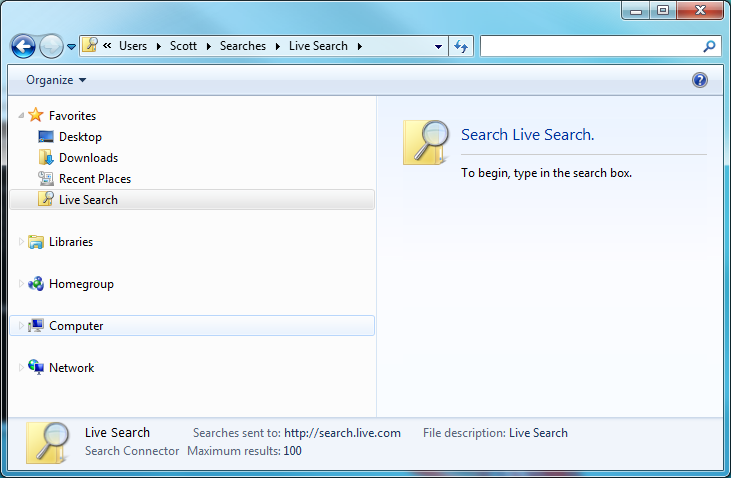 « Users Scott Searches Live Search
Organize
Favorites
Desktop
Downloads
Recent Places
Live Search
Libraries
Homegroup
Computer
Network
Search Live Search.
To begin, type in the search box.
Live Search Searches sent to: http://search.live.com File description: Live Search
Search Connector Maximum results: 100